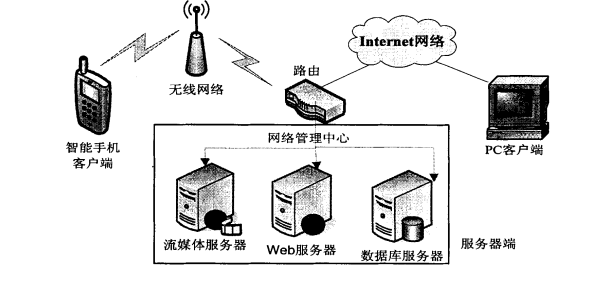 Internet网络
路由
无线网络
智能手机
客户端
网络管理中心
PC客户端
流媒体服务器
Web服务器
数据库服务器
服务器端